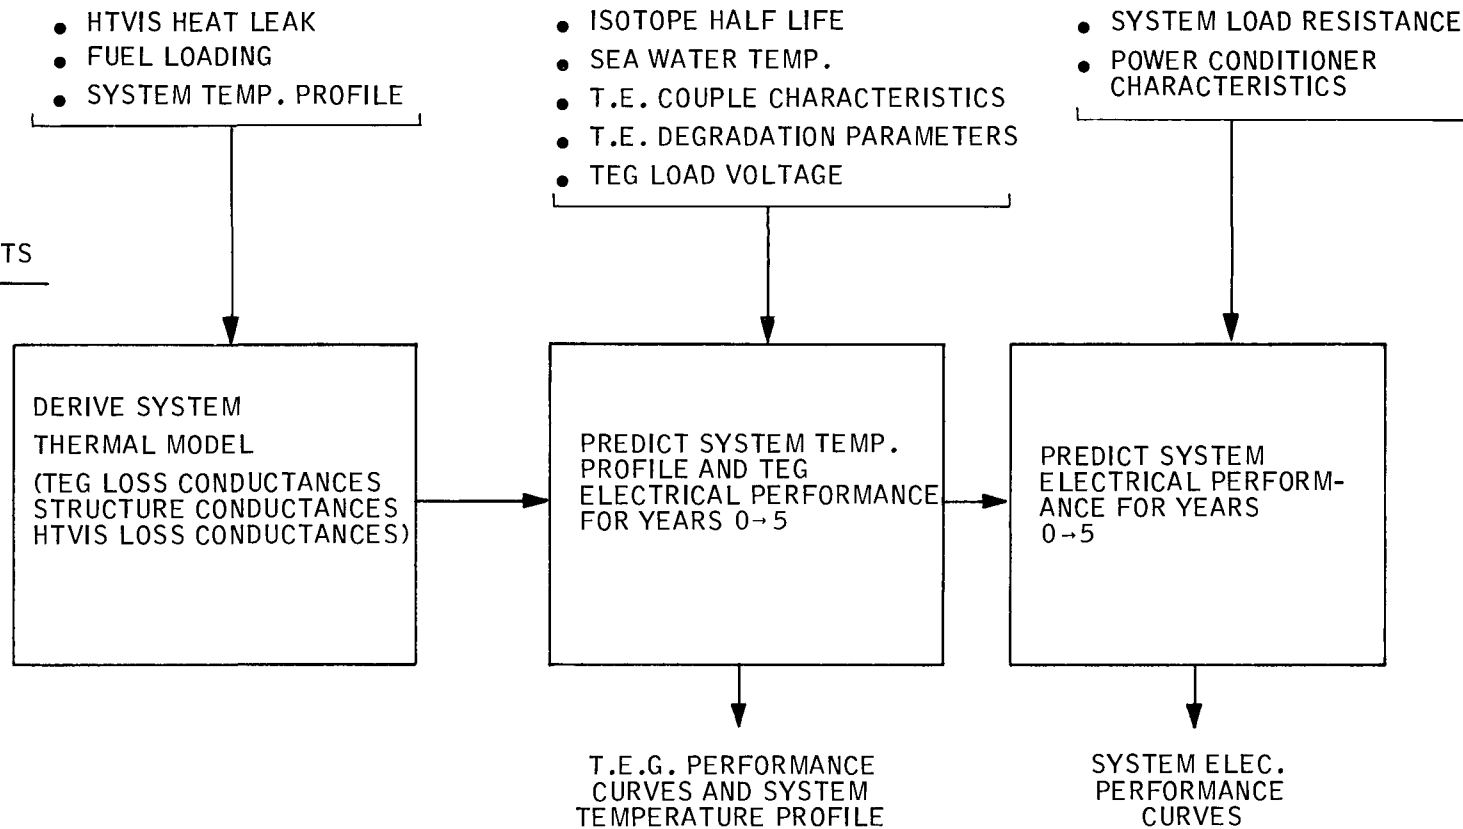 ● HTVIS HEAT LEAK
● FUEL LOADING
● SYSTEM TEMP. PROFILE
● ISOTOPE HALF LIFE
● SEA WATER TEMP.
● T.E. COUPLE CHARACTERISTICS
● T.E. DEGRADATION PARAMETERS
● TEG LOAD VOLTAGE
● SYSTEM LOAD RESISTANCE
● POWER CONDITIONER
CHARACTERISTICS
TS
DERIVE SYSTEM
THERMAL MODEL
(TEG LOSS CONDUCTANCES
STRUCTURE CONDUCTANCES
HTVIS LOSS CONDUCTANCES)
PREDICT SYSTEM TEMP.
PROFILE AND TEG
ELECTRICAL PERFORMANCE
FOR YEARS 0→5
PREDICT SYSTEM
ELECTRICAL PERFORM-
ANCE FOR YEARS
0→5
T.E.G. PERFORMANCE
CURVES AND SYSTEM
TEMPERATURE PROFILE
SYSTEM ELEC.
PERFORMANCE
CURVES